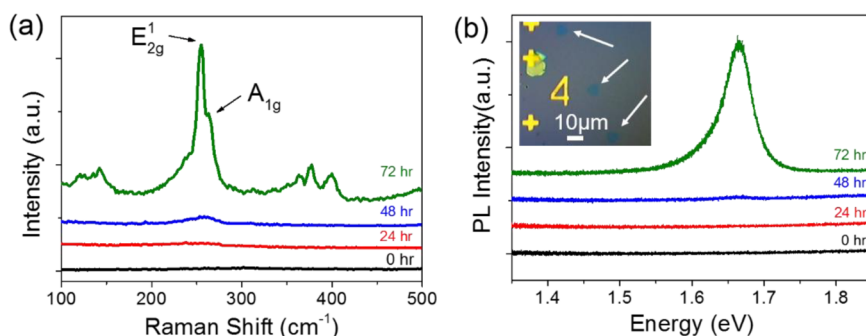 (a)
E¹2g
A1g
72 hr
48 hr
24 hr
0 hr
Intensity (a.u.)
100 200 300 400 500
Raman Shift (cm⁻¹)
(b)
4
10μm
72 hr
48 hr
24 hr
0 hr
PL Intensity(a.u.)
1.4 1.5 1.6 1.7 1.8
Energy (eV)